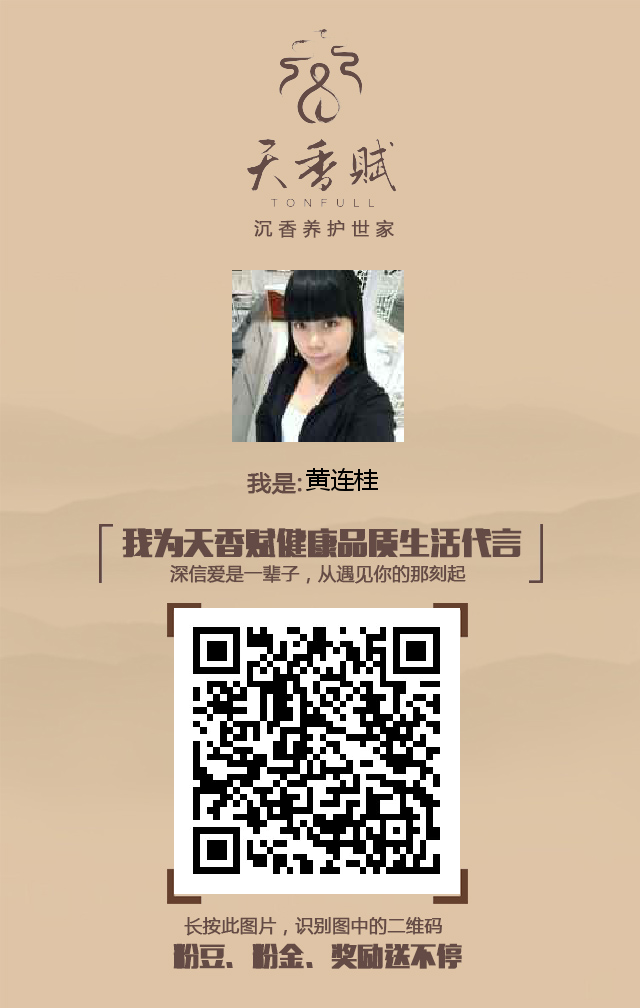 天香赋
TONFULL
沉香养护世家
我是:黄连桂
我为天香赋健康品质生活代言
深信爱是一辈子，从遇见你的那刻起
长按此图片，识别图中的二维码
粉豆、粉金、奖励送不停